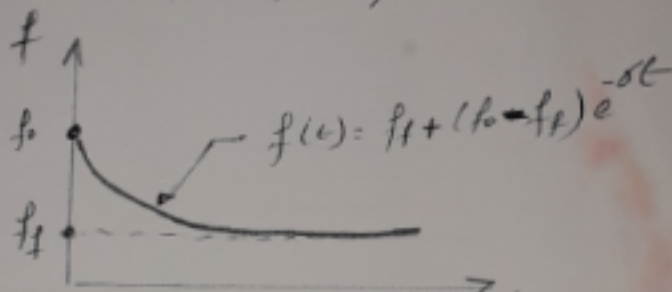 f
f₀
f(t) = f_f + (f₀ - f_f) e^{-σt}
f_f